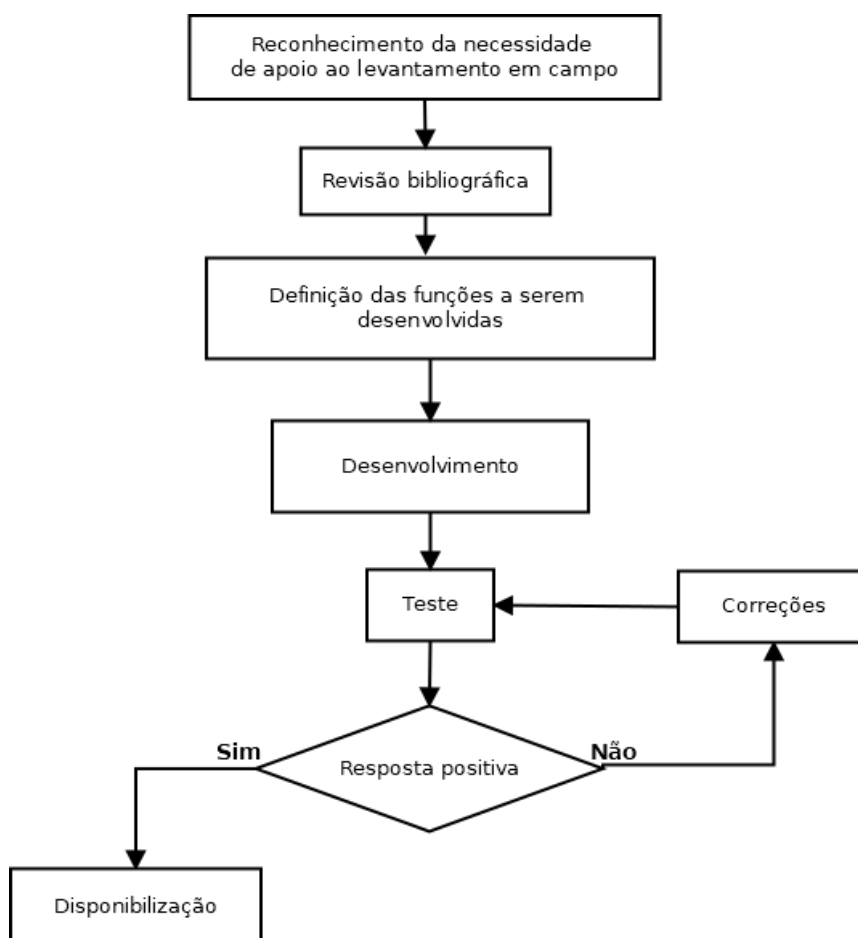 Reconhecimento da necessidade
de apoio ao levantamento em campo
Revisão bibliográfica
Definição das funções a serem
desenvolvidas
Desenvolvimento
Teste
Correções
Sim
Não
Resposta positiva
Disponibilização